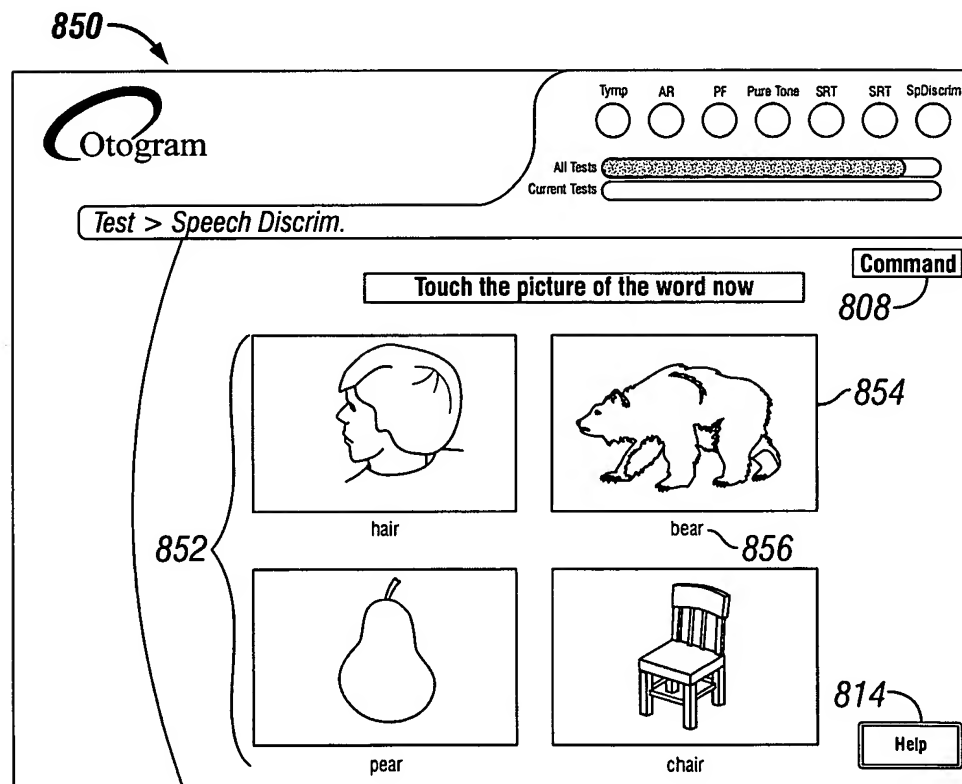 850
Tymp AR PF Pure Tone SRT SRT SpDiscrim
Otogram
All Tests
Current Tests
Test > Speech Discrim.
Command
Touch the picture of the word now
808
854
hair bear 856
852
814
Help
pear chair